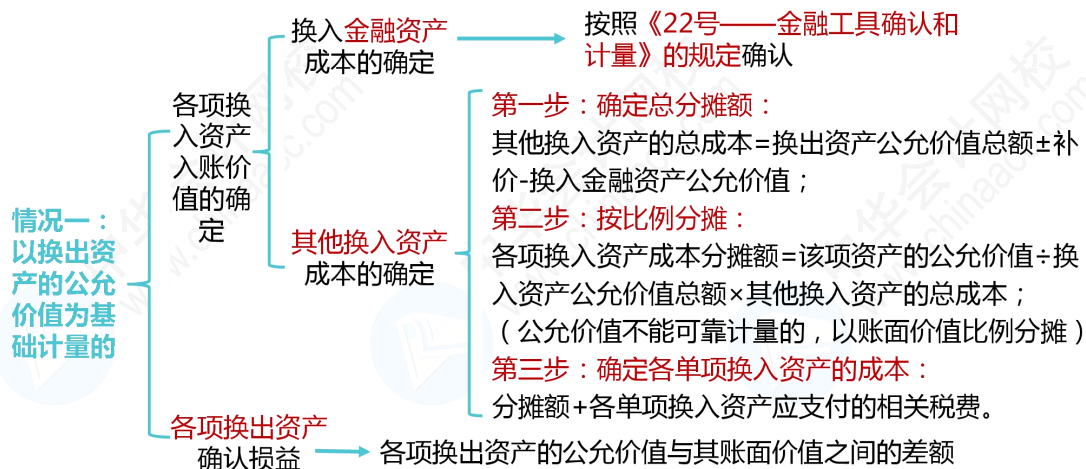 情况一：
以换出资
产的公允
价值为基
础计量的
各项换
入资产
入账价
值的确
定
换入金融资产
成本的确定
按照《22号——金融工具确认和
计量》的规定确认
其他换入资产
成本的确定
第一步：确定总分摊额：
其他换入资产的总成本=换出资产公允价值总额±补
价-换入金融资产公允价值；
第二步：按比例分摊：
各项换入资产成本分摊额=该项资产的公允价值÷换
入资产公允价值总额×其他换入资产的总成本；
（公允价值不能可靠计量的，以账面价值比例分摊）
第三步：确定各单项换入资产的成本：
分摊额+各单项换入资产应支付的相关税费。
各项换出资产
确认损益
各项换出资产的公允价值与其账面价值之间的差额